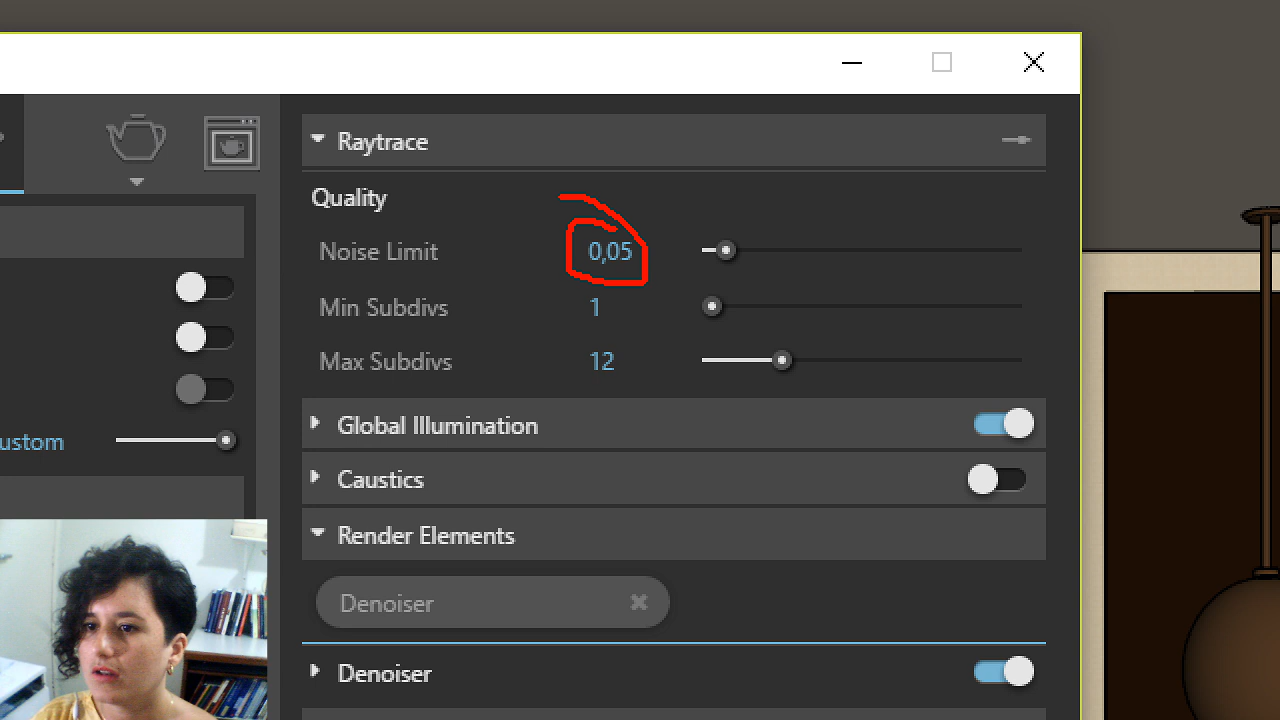 Raytrace
Quality
Noise Limit 0,05
Min Subdivs 1
Max Subdivs 12
ustom
Global Illumination
Caustics
Render Elements
Denoiser
Denoiser